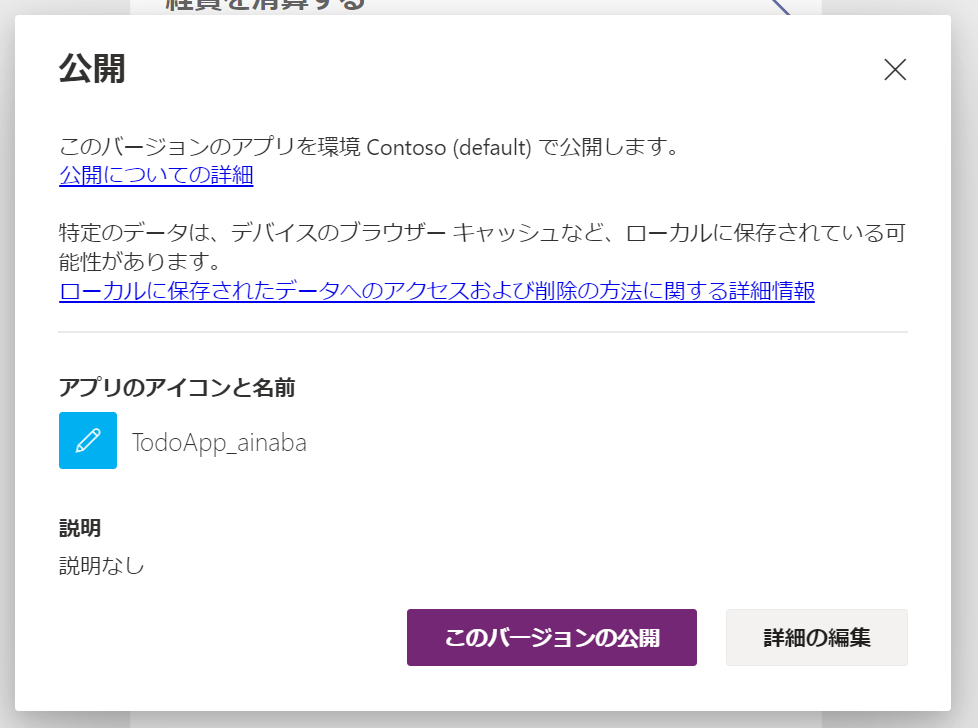 経費を清算する
公開
このバージョンのアプリを環境 Contoso (default) で公開します。
公開についての詳細
特定のデータは、デバイスのブラウザー キャッシュなど、ローカルに保存されている可
能性があります。
ローカルに保存されたデータへのアクセスおよび削除の方法に関する詳細情報
アプリのアイコンと名前
TodoApp_ainaba
説明
説明なし
このバージョンの公開
詳細の編集